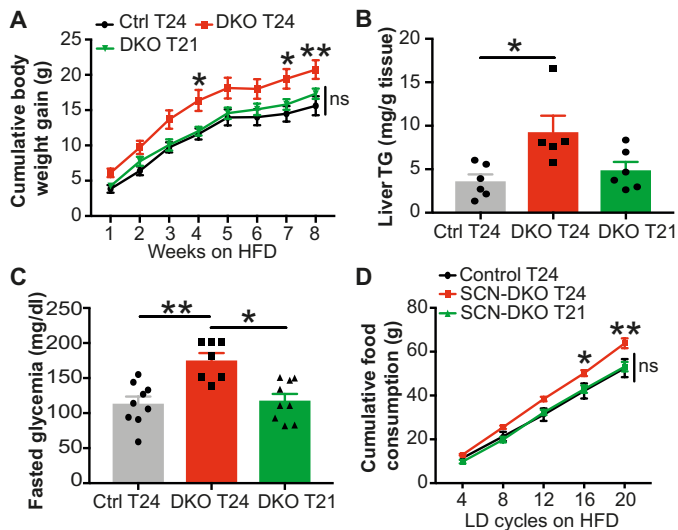 A
Ctrl T24 DKO T24
DKO T21
Cumulative body
weight gain (g)
25
20
15
10
5
0
* * **
ns
1 2 3 4 5 6 7 8
Weeks on HFD
B
Liver TG (mg/g tissue)
20
15
10
5
0
*
Ctrl T24 DKO T24 DKO T21
C
Fasted glycemia (mg/dl)
250
200
150
100
50
0
** *
Ctrl T24 DKO T24 DKO T21
D
Control T24
SCN-DKO T24
SCN-DKO T21
Cumulative food
consumption (g)
80
60
40
20
0
* **
ns
4 8 12 16 20
LD cycles on HFD